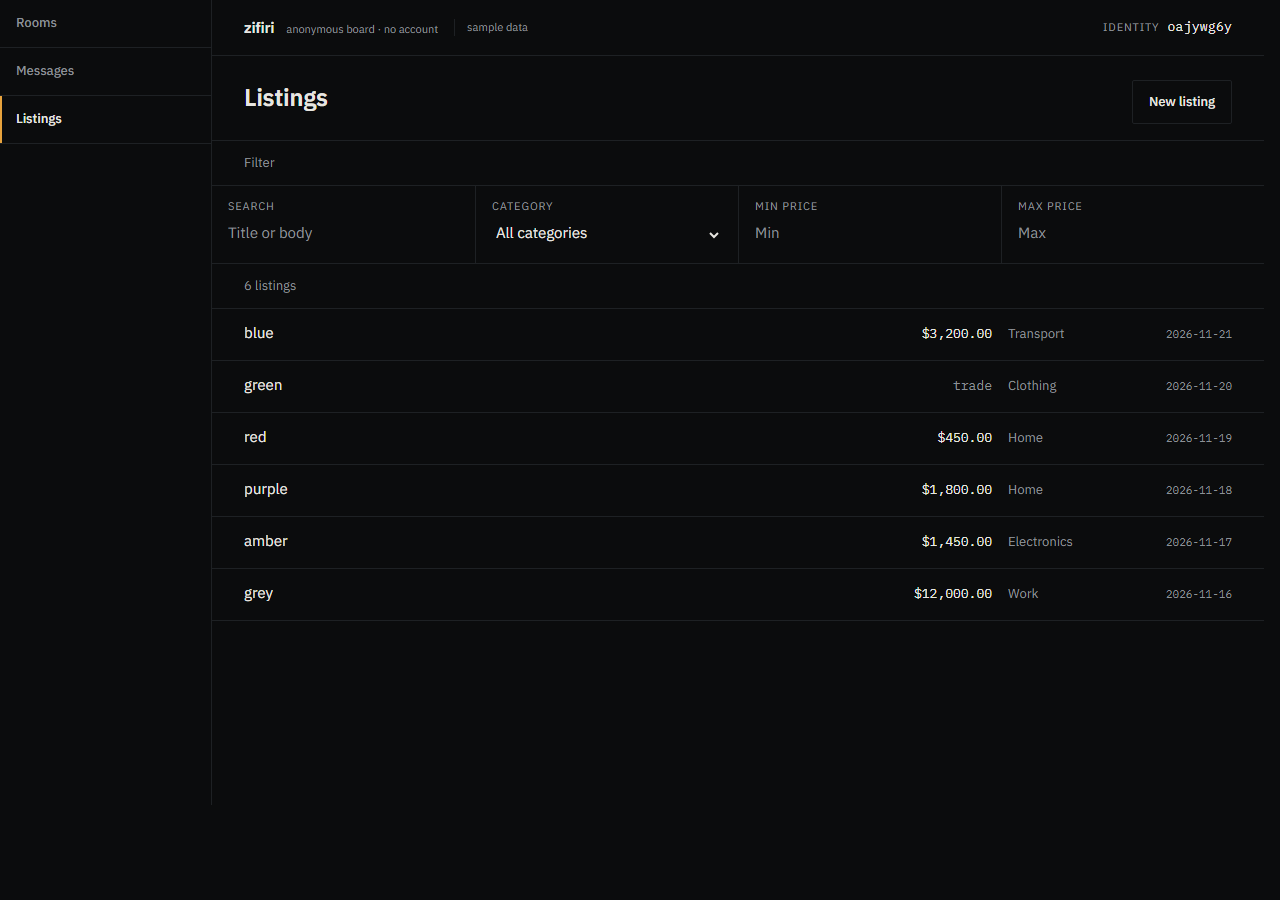 Rooms
Messages
Listings
zifiri anonymous board · no account sample data IDENTITY oajywg6y
Listings New listing
Filter
SEARCH CATEGORY MIN PRICE MAX PRICE
Title or body All categories Min Max
6 listings
blue $3,200.00 Transport 2026-11-21
green trade Clothing 2026-11-20
red $450.00 Home 2026-11-19
purple $1,800.00 Home 2026-11-18
amber $1,450.00 Electronics 2026-11-17
grey $12,000.00 Work 2026-11-16